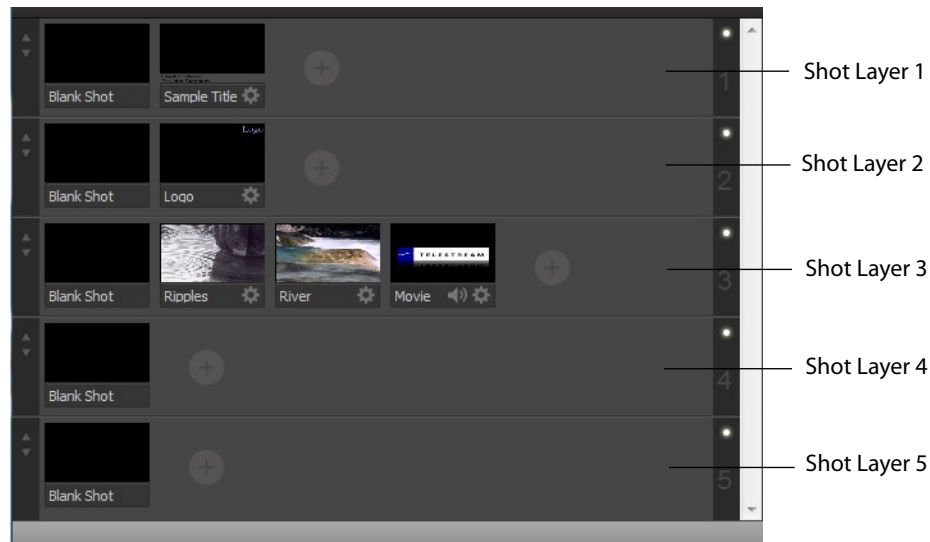 Blank Shot
Sample Title
1
Shot Layer 1
Logo
Blank Shot
Logo
2
Shot Layer 2
TELESTREAM
Blank Shot
Ripples
River
Movie
3
Shot Layer 3
Blank Shot
4
Shot Layer 4
Blank Shot
5
Shot Layer 5